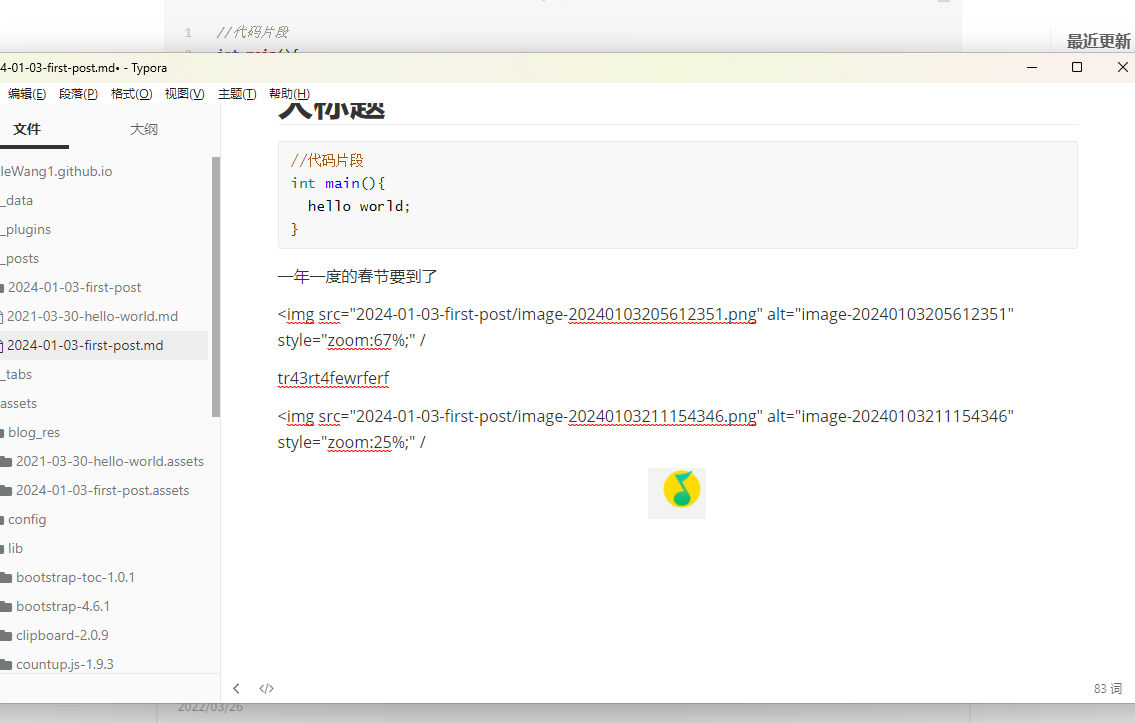 1 //代码片段
2 int main(){
最近更新
4-01-03-first-post.md• - Typora
编辑(E) 段落(P) 格式(O) 视图(V) 主题(T) 帮助(H)
文件 大纲
leWang1.github.io
_data
_plugins
_posts
2024-01-03-first-post
2021-03-30-hello-world.md
2024-01-03-first-post.md
_tabs
assets
blog_res
2021-03-30-hello-world.assets
2024-01-03-first-post.assets
config
lib
bootstrap-toc-1.0.1
bootstrap-4.6.1
clipboard-2.0.9
countup.js-1.9.3
大标题
//代码片段
int main(){
hello world;
}
一年一度的春节要到了
<img src="2024-01-03-first-post/image-20240103205612351.png" alt="image-20240103205612351"
style="zoom:67%;" /
tr43rt4fewrferf
<img src="2024-01-03-first-post/image-20240103211154346.png" alt="image-20240103211154346"
style="zoom:25%;" /
</>
83 词
2022/03/26